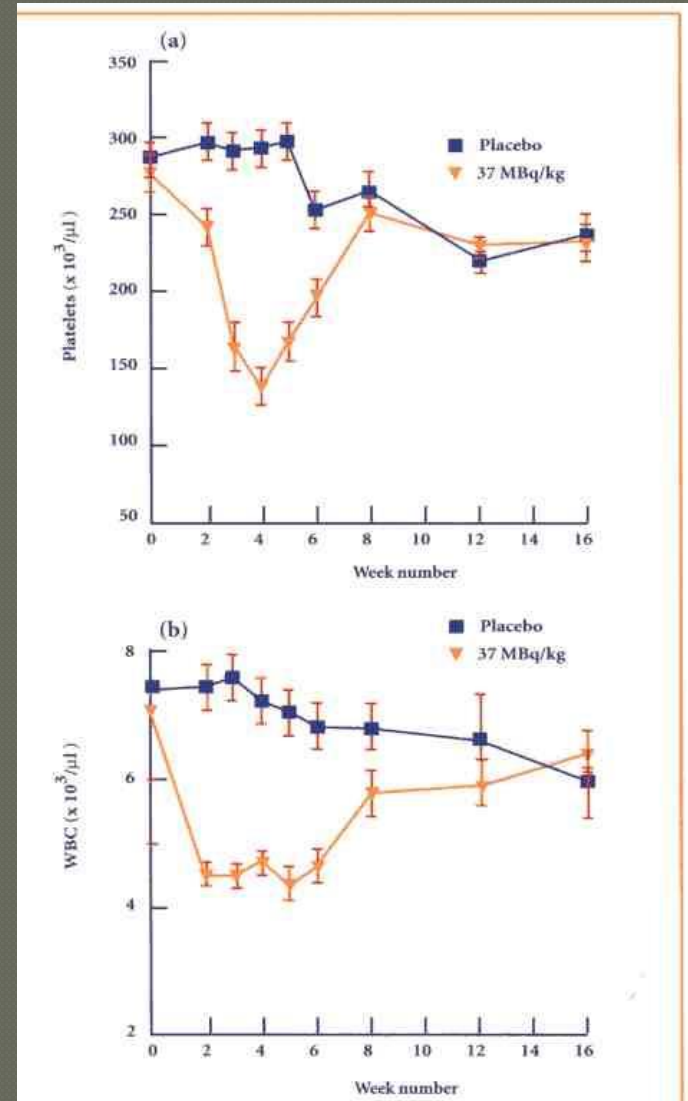 (a)
350
300
250
200
150
100
50
Platelets (x 10³/µl)
Placebo
37 MBq/kg
0 2 4 6 8 10 12 14 16
Week number
(b)
8
6
4
2
WBC (x 10³/µl)
Placebo
37 MBq/kg
0 2 4 6 8 10 12 14 16
Week number